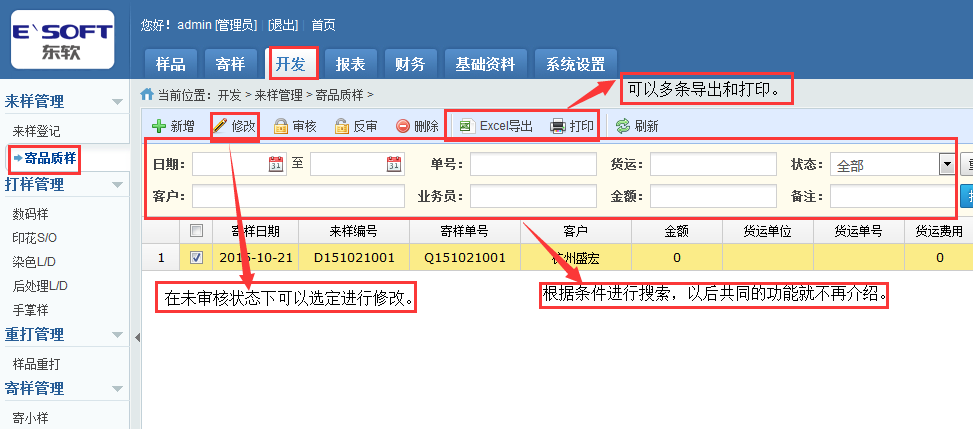 E`SOFT
东软
您好！admin [管理员] [退出] 首页
样品 寄样 开发 报表 财务 基础资料 系统设置
可以多条导出和打印。
当前位置：开发 > 来样管理 > 寄品质样 >
新增 修改 审核 反审 删除 Excel导出 打印 刷新
来样管理
来样登记
寄品质样
打样管理
数码样
印花S/O
染色L/D
后处理L/D
手掌样
重打管理
样品重打
寄样管理
寄小样
日期： 至 单号： 货运： 状态： 全部
客户： 业务员： 金额： 备注：
寄样日期 来样编号 寄样单号 客户 金额 货运单位 货运单号 货运费用
1 2015-10-21 D151021001 Q151021001 杭州盛宏 0 0
在未审核状态下可以选定进行修改。
根据条件进行搜索，以后共同的功能就不再介绍。